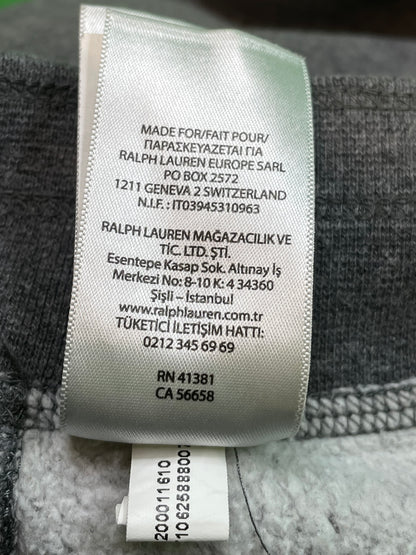 MADE FOR/FAIT POUR/
ΠΑΡΑΣΚΕΥΑΖΕΤΑΙ ΓΙΑ
RALPH LAUREN EUROPE SARL
PO BOX 2572
1211 GENEVA 2 SWITZERLAND
N.I.F. : IT03945310963
RALPH LAUREN MAĞAZACILIK VE
TİC. LTD. ŞTİ.
Esentepe Kasap Sok. Altınay İş
Merkezi No: 8-10 K: 4 34360
Şişli – İstanbul
www.ralphlauren.com
TÜKETİCİ İLETİŞİM HATTI:
0212 345 69 69
RN 41381
CA 56658
200011610
710625888007